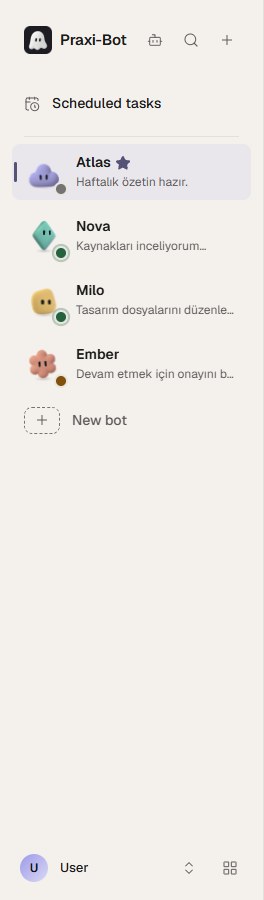 Praxi-Bot
Scheduled tasks
Atlas
Haftalık özetin hazır.
Nova
Kaynakları inceliyorum…
Milo
Tasarım dosyalarını düzenle…
Ember
Devam etmek için onayını b…
New bot
U User